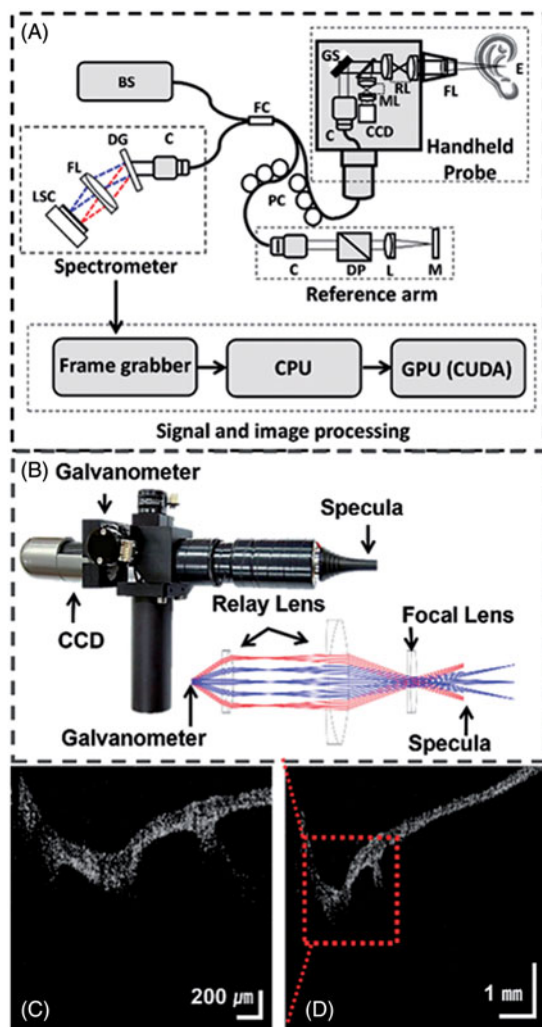 (A)
BS
FC
GS
RL
FL
E
ML
CCD
C
Handheld
Probe
DG
C
FL
LSC
Spectrometer
PC
C
DP
L
M
Reference arm
Frame grabber
CPU
GPU (CUDA)
Signal and image processing
(B)
Galvanometer
Specula
CCD
Relay Lens
Focal Lens
Galvanometer
Specula
(C)
200 μm
(D)
1 mm